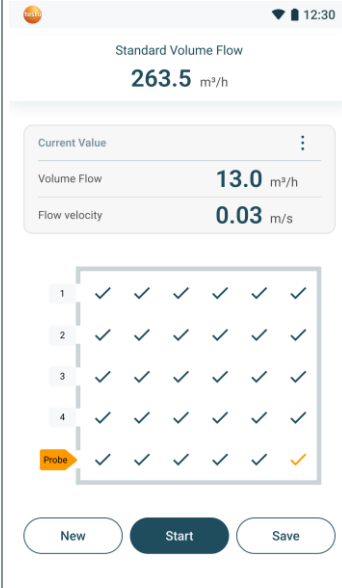 testo
12:30
Standard Volume Flow
263.5 m³/h
Current Value
Volume Flow 13.0 m³/h
Flow velocity 0.03 m/s
1
2
3
4
Probe
New Start Save